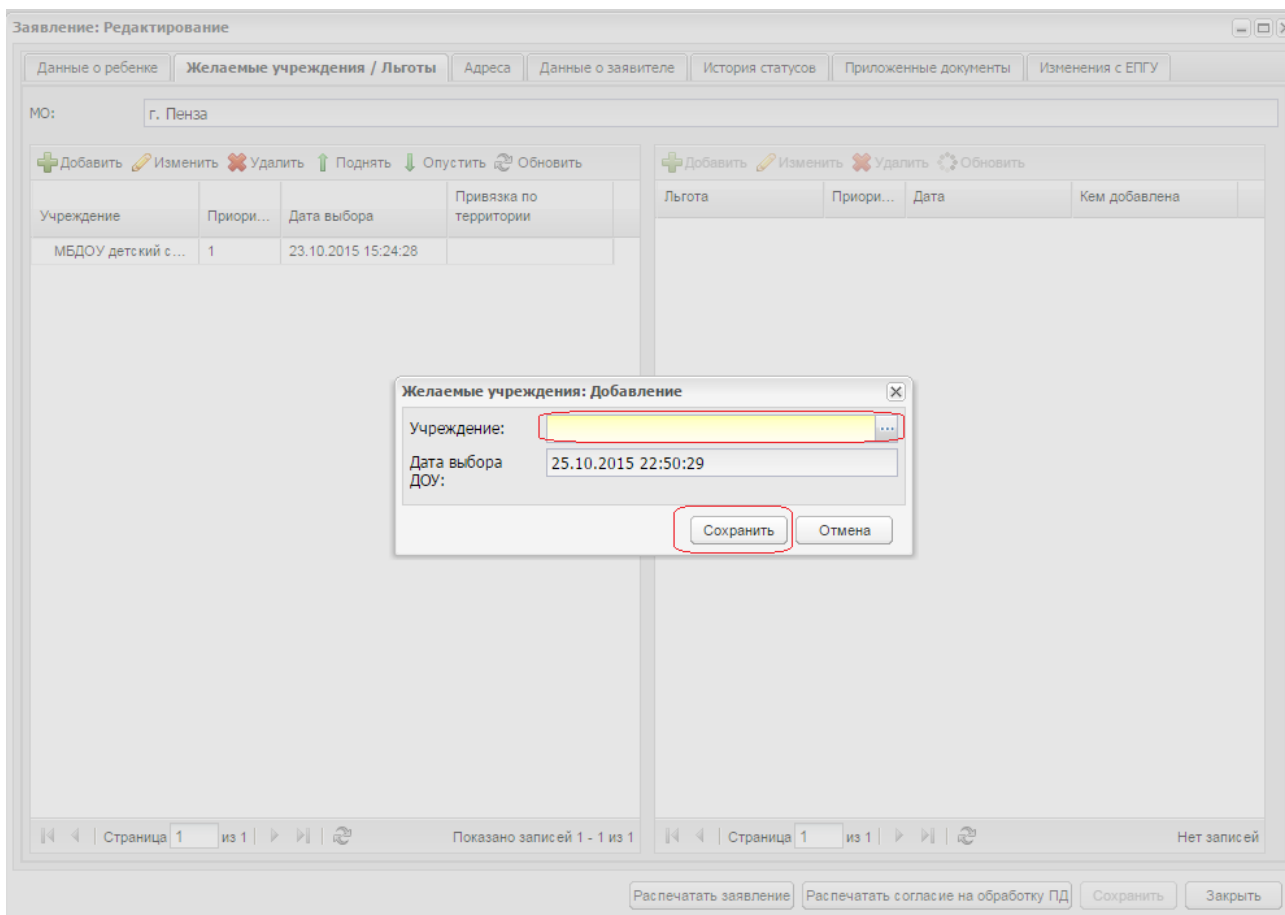 Заявление: Редактирование
Данные о ребенке Желаемые учреждения / Льготы Адреса Данные о заявителе История статусов Приложенные документы Изменения с ЕПГУ
МО: г. Пенза
Добавить Изменить Удалить Поднять Опустить Обновить
Добавить Изменить Удалить Обновить
Учреждение Приори... Дата выбора Привязка по
территории
Льгота Приори... Дата Кем добавлена
МБДОУ детский с... 1 23.10.2015 15:24:28
Желаемые учреждения: Добавление
Учреждение: ...
Дата выбора 25.10.2015 22:50:29
ДОУ:
Сохранить Отмена
Страница 1 из 1 Показано записей 1 - 1 из 1
Страница 1 из 1 Нет записей
Распечатать заявление Распечатать согласие на обработку ПД Сохранить Закрыть